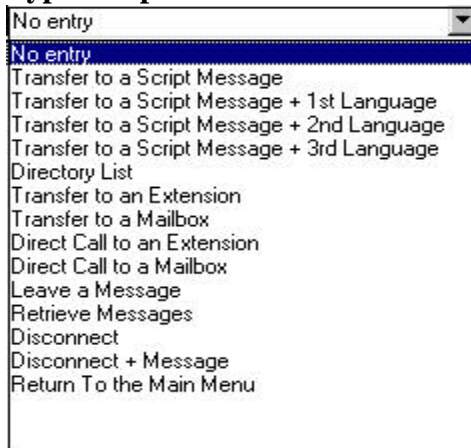 No entry
No entry
Transfer to a Script Message
Transfer to a Script Message + 1st Language
Transfer to a Script Message + 2nd Language
Transfer to a Script Message + 3rd Language
Directory List
Transfer to an Extension
Transfer to a Mailbox
Direct Call to an Extension
Direct Call to a Mailbox
Leave a Message
Retrieve Messages
Disconnect
Disconnect + Message
Return To the Main Menu